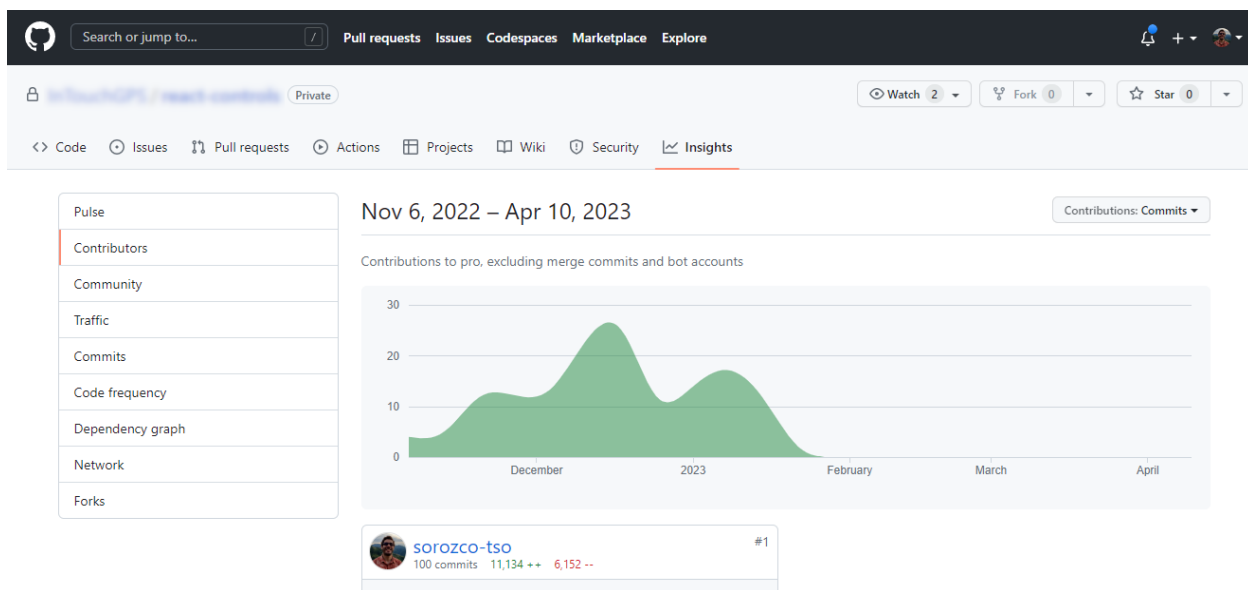 Search or jump to... /
Pull requests Issues Codespaces Marketplace Explore
Private
Watch 2
Fork 0
Star 0
<> Code Issues Pull requests Actions Projects Wiki Security Insights
Pulse
Contributors
Community
Traffic
Commits
Code frequency
Dependency graph
Network
Forks
Nov 6, 2022 – Apr 10, 2023
Contributions: Commits
Contributions to pro, excluding merge commits and bot accounts
30
20
10
0
December 2023 February March April
sorozco-tso
#1
100 commits 11,134 ++ 6,152 --